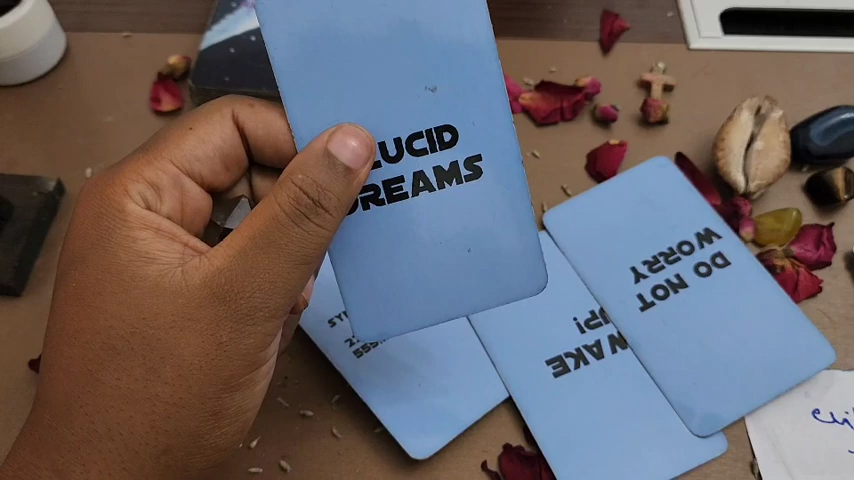 LUCID
DREAMS
DO NOT
WORRY
WAKE
UP!